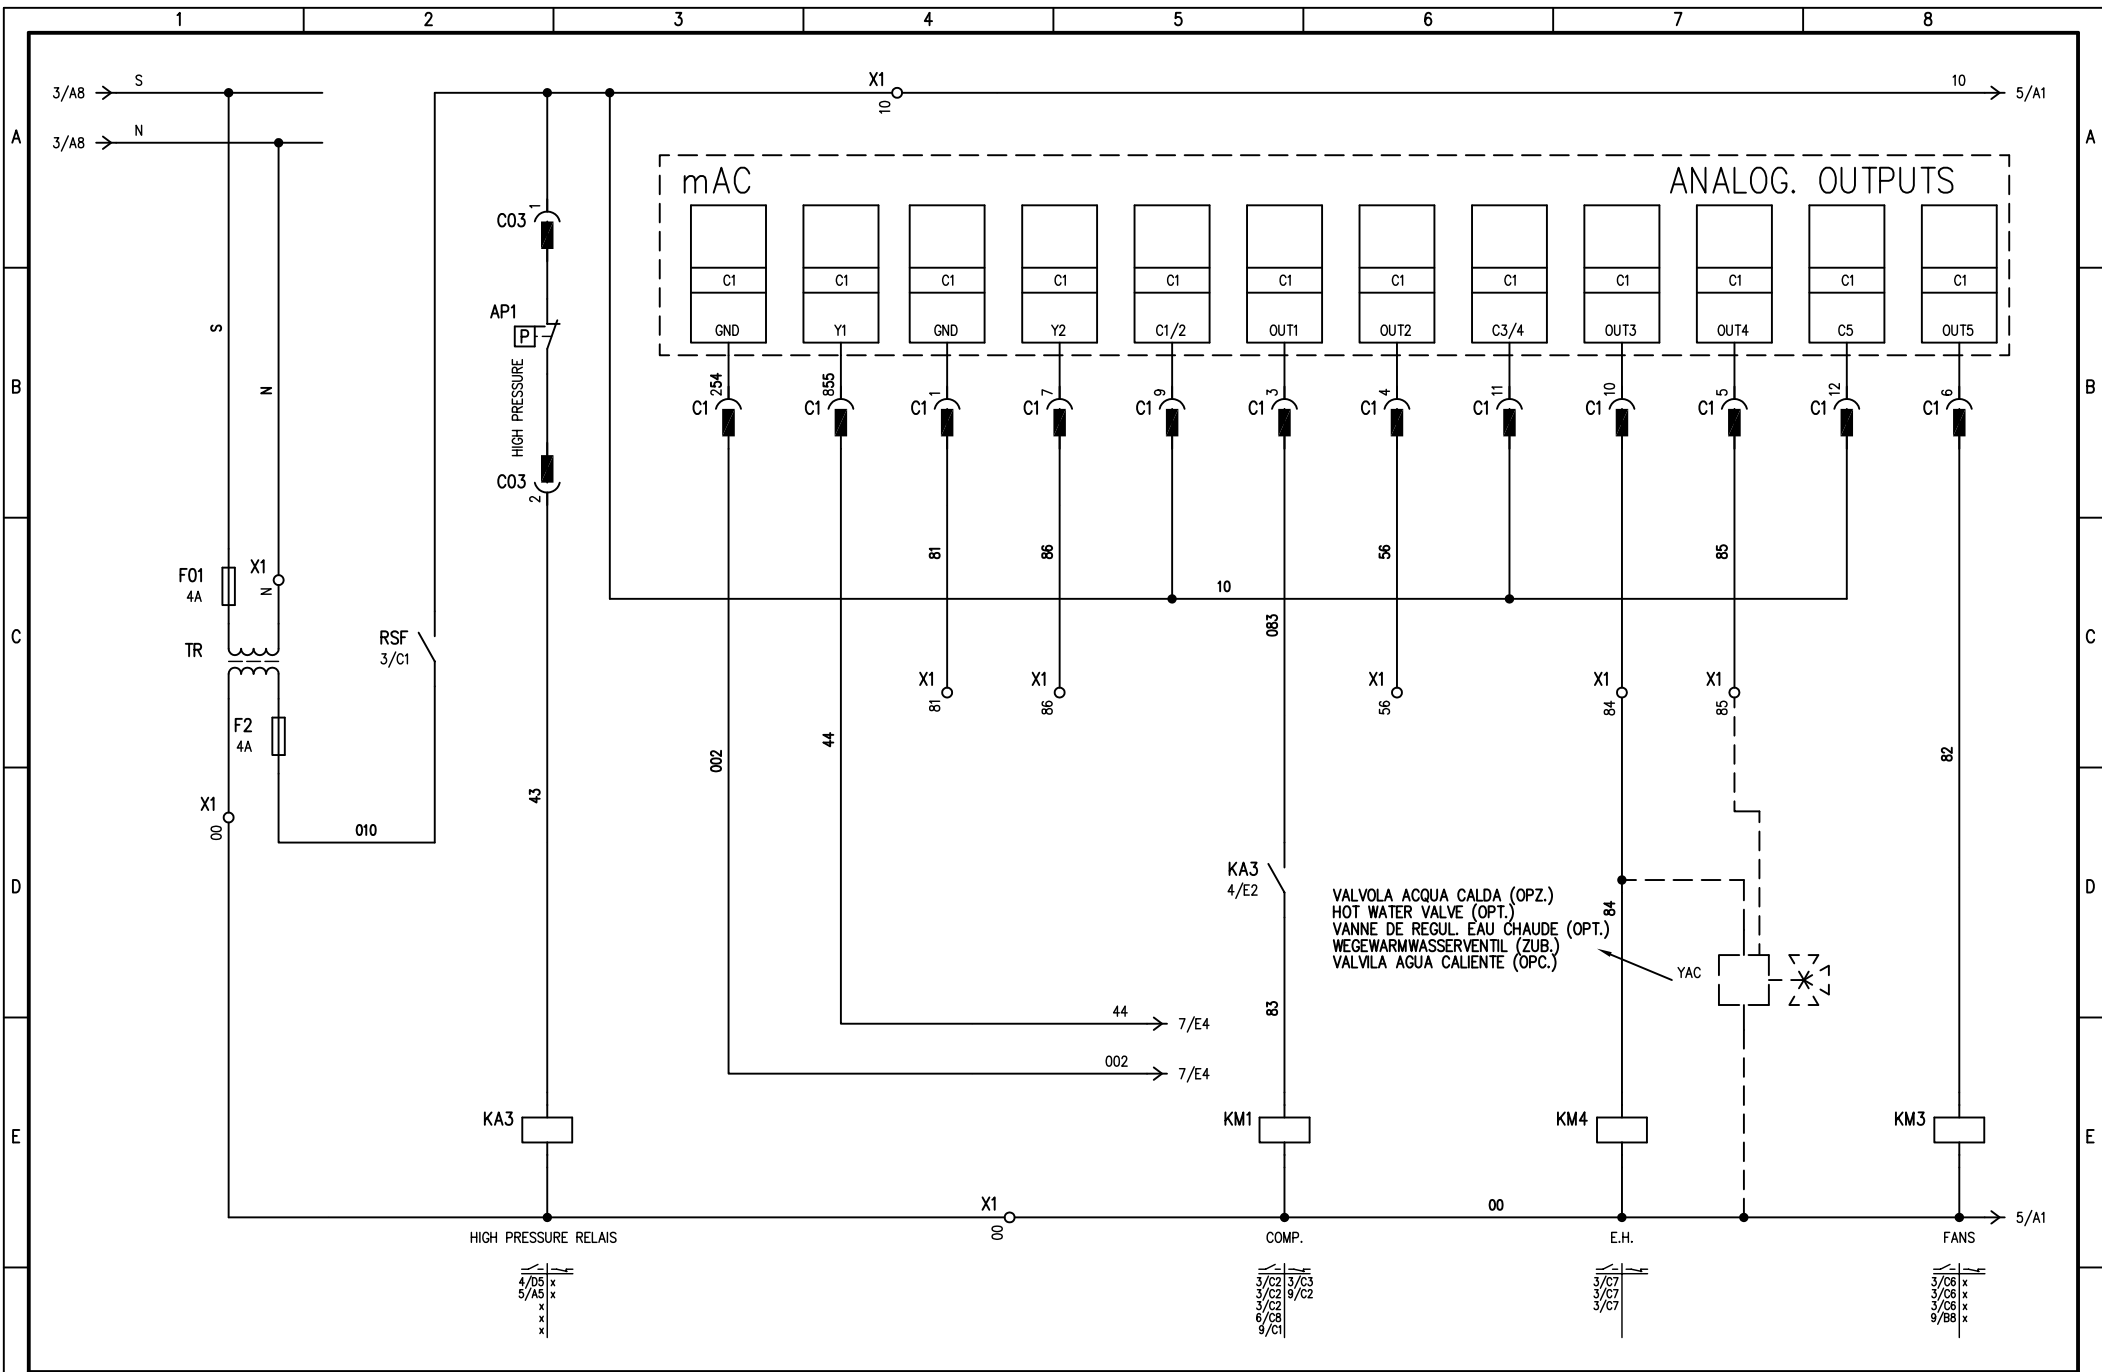 1 2 3 4 5 6 7 8
3/A8 S X1 10 10 5/A1
A 3/A8 N A
mAC ANALOG. OUTPUTS
C03 1
C1 C1 C1 C1 C1 C1 C1 C1 C1 C1 C1 C1
AP1
P
HIGH PRESSURE
GND Y1 GND Y2 C1/2 OUT1 OUT2 C3/4 OUT3 OUT4 C5 OUT5
S N
B B
254 855 1 7 9 3 4 11 10 5 12 6
C1 C1 C1 C1 C1 C1 C1 C1 C1 C1 C1 C1
C03 2
81 86 56 85
F01 X1
4A N
10
083
C C
TR RSF
3/C1
X1 X1 X1 X1 X1
81 86 56 84 85
F2
4A
002 44 82
X1 43
00 010
KA3
4/E2
D D
VALVOLA ACQUA CALDA (OPZ.)
HOT WATER VALVE (OPT.)
VANNE DE REGUL. EAU CHAUDE (OPT.)
WEGEWARMWASSERVENTIL (ZUB.)
VALVILA AGUA CALIENTE (OPC.)
84
YAC
83
44 7/E4
002 7/E4
KA3 KM1 KM4 KM3
E E
X1 00 00 5/A1
HIGH PRESSURE RELAIS COMP. E.H. FANS
4/D5 x
5/A5 x
x
x
x
3/C2 3/C3
3/C2 9/C2
3/C2
6/C8
9/C1
3/C7
3/C7
3/C7
3/C6 x
3/C6 x
3/C6 x
9/B8 x